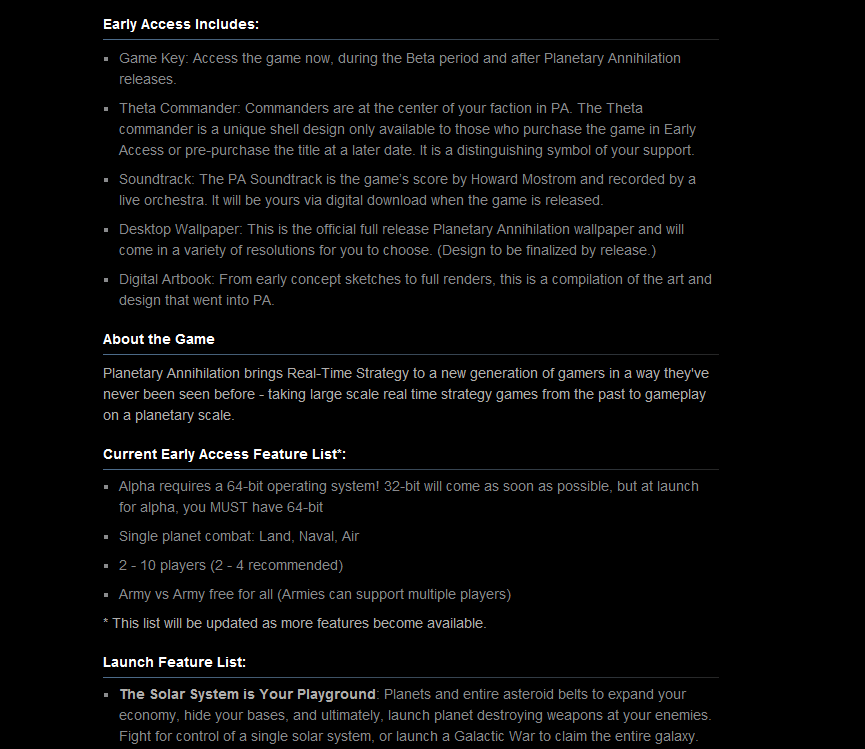 Early Access Includes:
Game Key: Access the game now, during the Beta period and after Planetary Annihilation
releases.
Theta Commander: Commanders are at the center of your faction in PA. The Theta
commander is a unique shell design only available to those who purchase the game in Early
Access or pre-purchase the title at a later date. It is a distinguishing symbol of your support.
Soundtrack: The PA Soundtrack is the game's score by Howard Mostrom and recorded by a
live orchestra. It will be yours via digital download when the game is released.
Desktop Wallpaper: This is the official full release Planetary Annihilation wallpaper and will
come in a variety of resolutions for you to choose. (Design to be finalized by release.)
Digital Artbook: From early concept sketches to full renders, this is a compilation of the art and
design that went into PA.
About the Game
Planetary Annihilation brings Real-Time Strategy to a new generation of gamers in a way they've
never been seen before - taking large scale real time strategy games from the past to gameplay
on a planetary scale.
Current Early Access Feature List*:
Alpha requires a 64-bit operating system! 32-bit will come as soon as possible, but at launch
for alpha, you MUST have 64-bit
Single planet combat: Land, Naval, Air
2 - 10 players (2 - 4 recommended)
Army vs Army free for all (Armies can support multiple players)
* This list will be updated as more features become available.
Launch Feature List:
The Solar System is Your Playground: Planets and entire asteroid belts to expand your
economy, hide your bases, and ultimately, launch planet destroying weapons at your enemies.
Fight for control of a single solar system, or launch a Galactic War to claim the entire galaxy.